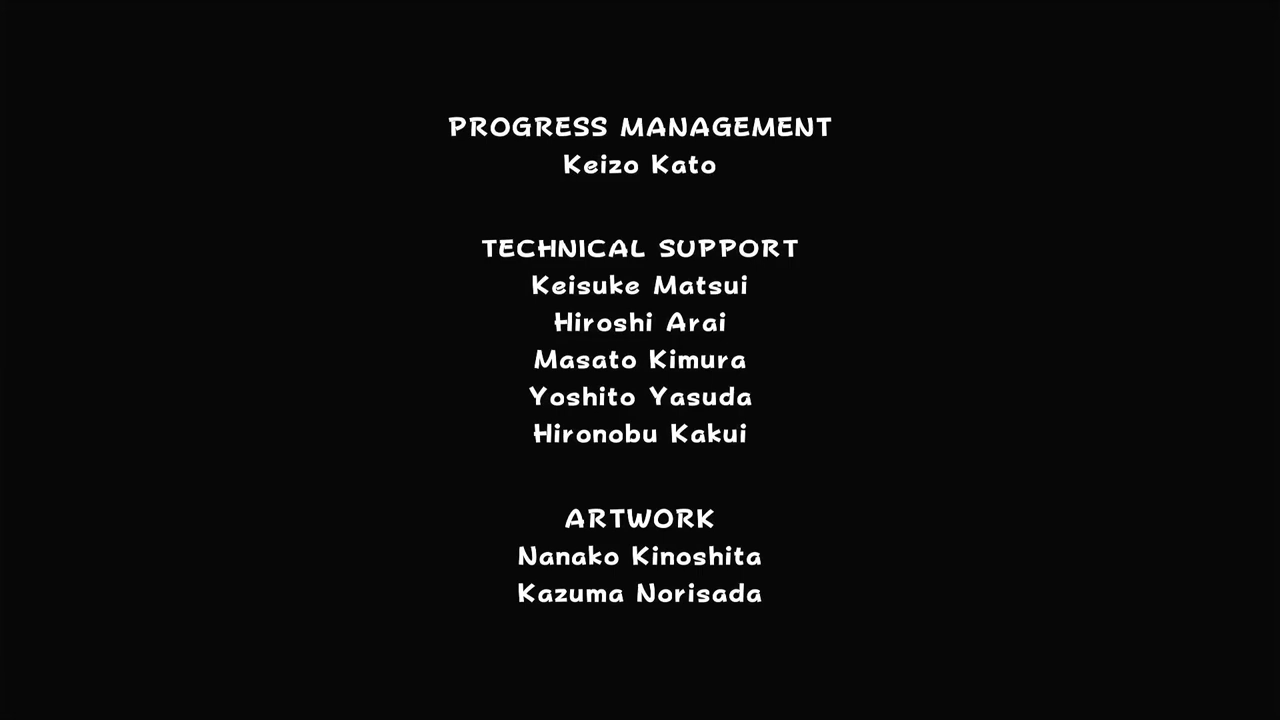 PROGRESS MANAGEMENT
Keizo Kato
TECHNICAL SUPPORT
Keisuke Matsui
Hiroshi Arai
Masato Kimura
Yoshito Yasuda
Hironobu Kakui
ARTWORK
Nanako Kinoshita
Kazuma Norisada